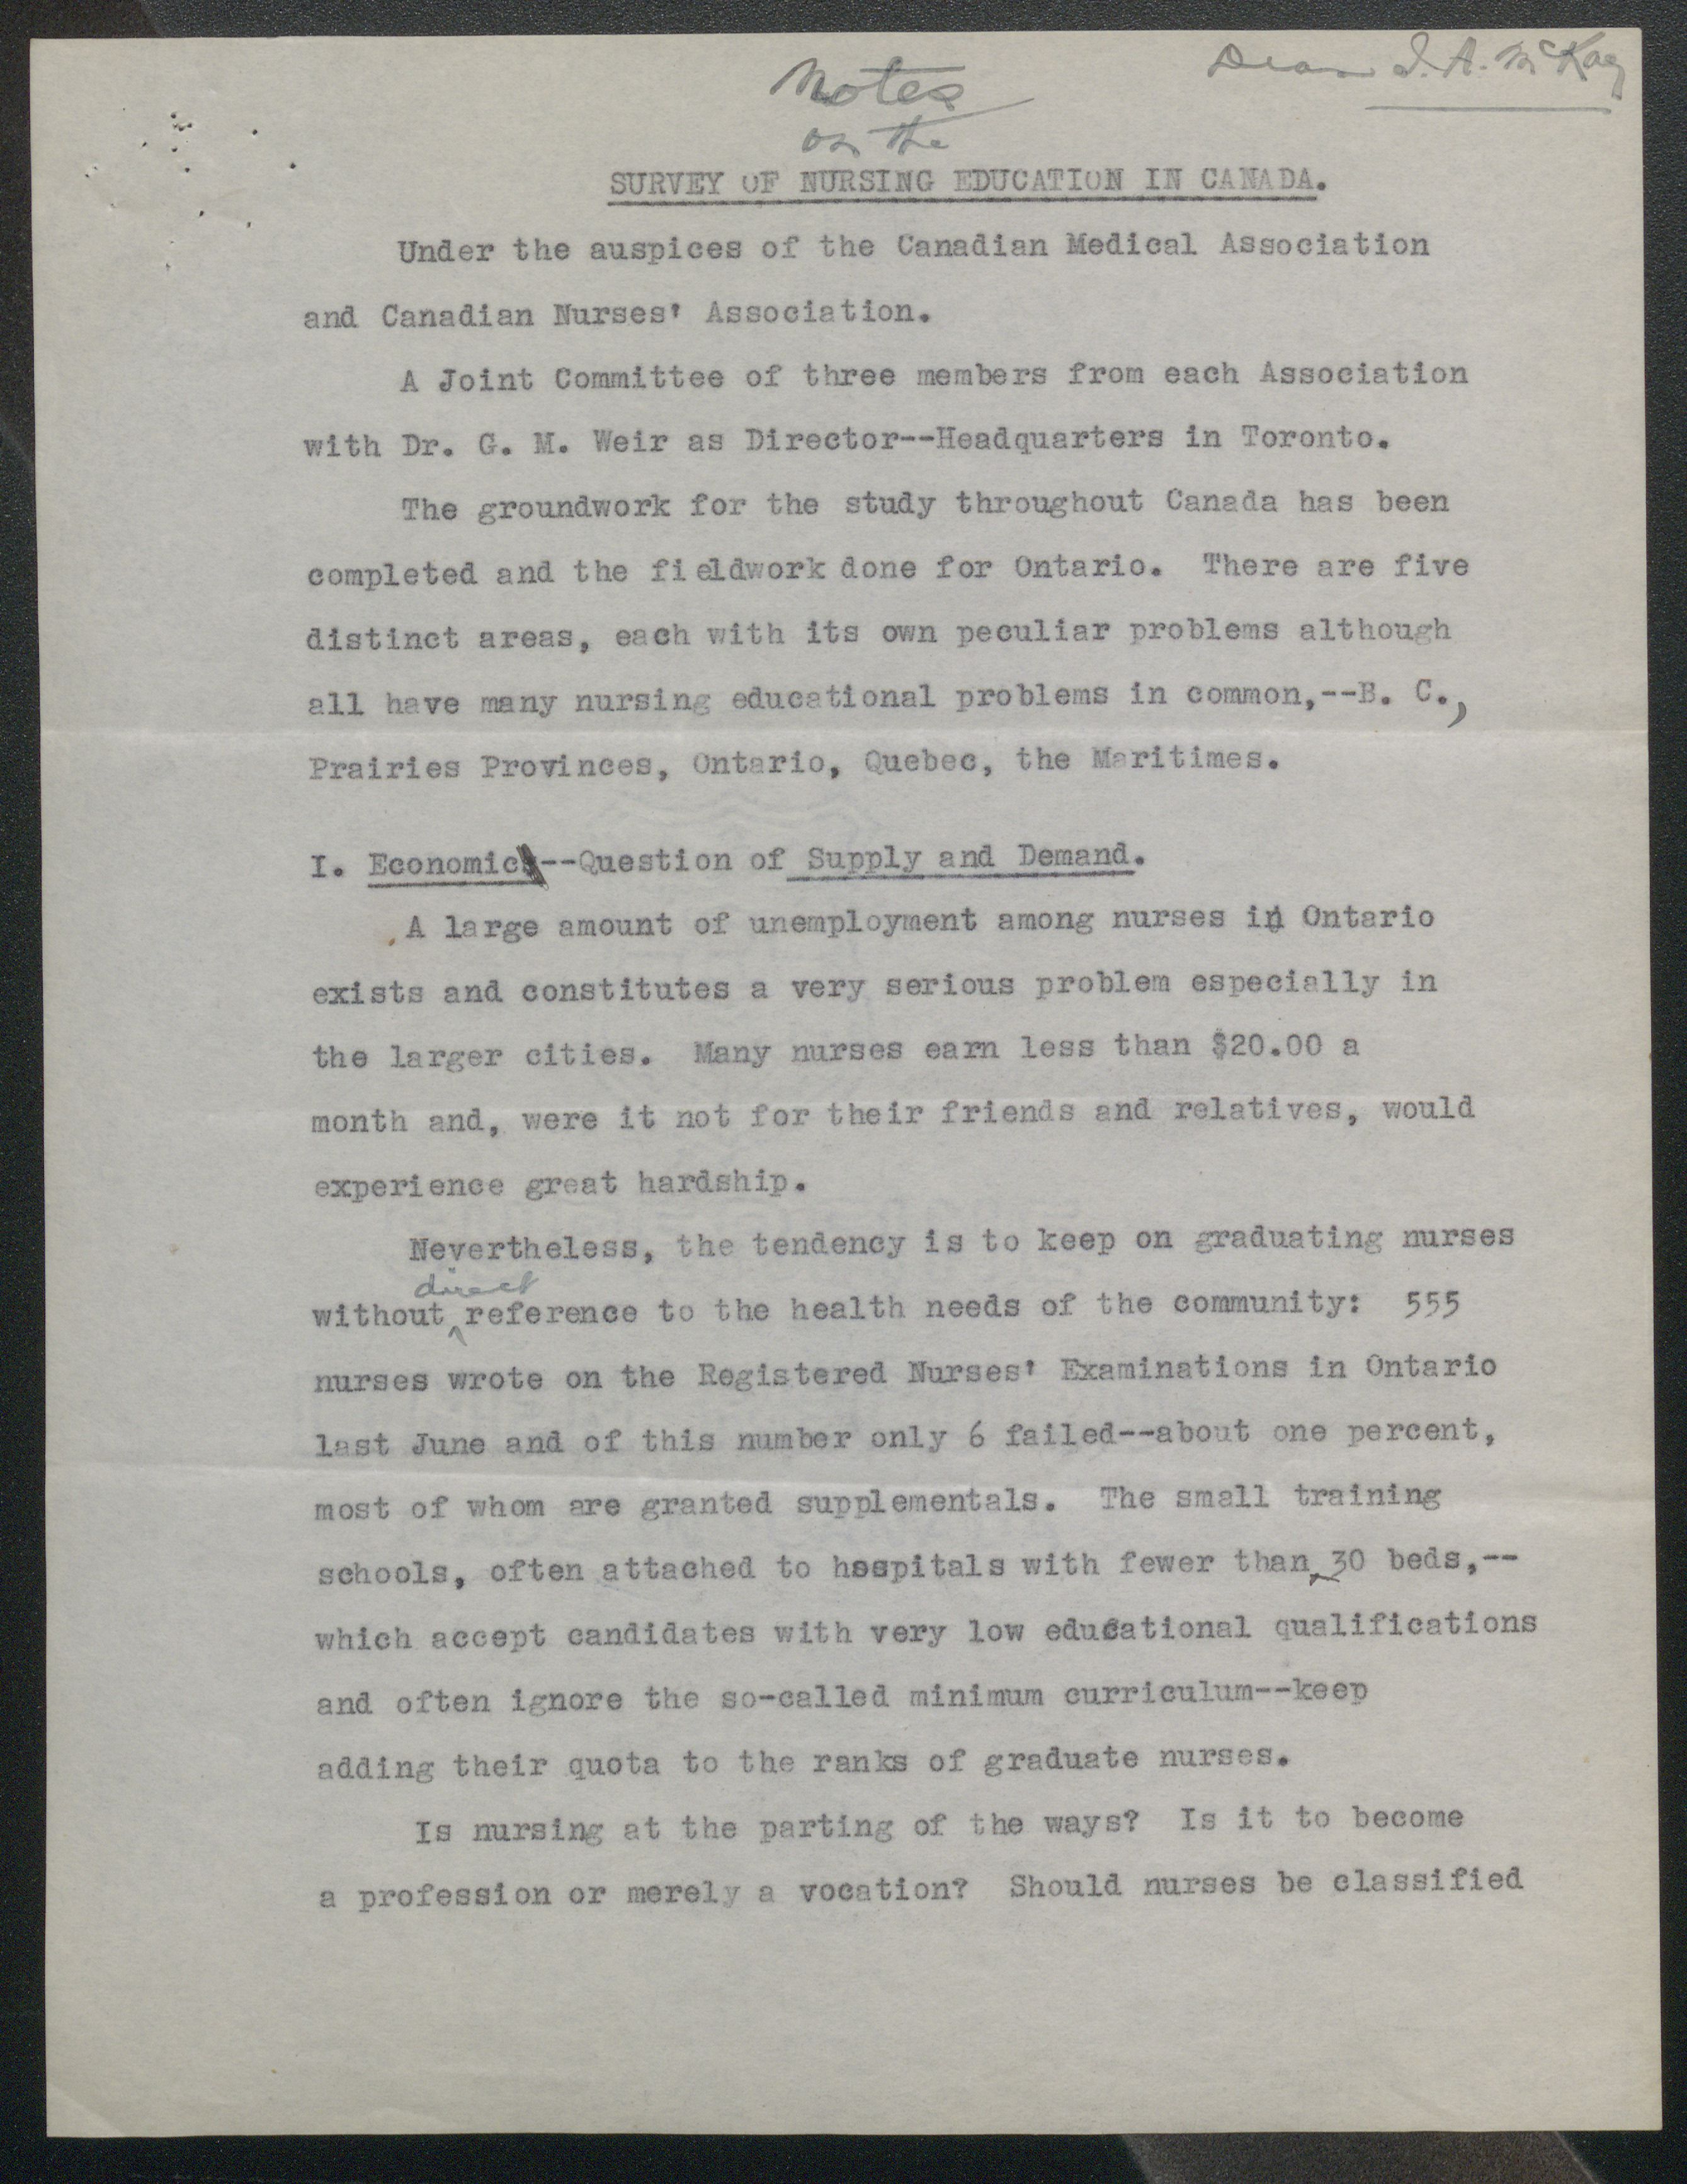 Dean I. A. McKay
Notes
on the
SURVEY OF NURSING EDUCATION IN CANADA.
Under the auspices of the Canadian Medical Association
and Canadian Nurses' Association.
A Joint Committee of three members from each Association
with Dr. G. M. Weir as Director--Headquarters in Toronto.
The groundwork for the study throughout Canada has been
completed and the fieldwork done for Ontario. There are five
distinct areas, each with its own peculiar problems although
all have many nursing educational problems in common,--B. C.,
Prairies Provinces, Ontario, Quebec, the Maritimes.
I. Economic--Question of Supply and Demand.
A large amount of unemployment among nurses in Ontario
exists and constitutes a very serious problem especially in
the larger cities. Many nurses earn less than $20.00 a
month and, were it not for their friends and relatives, would
experience great hardship.
Nevertheless, the tendency is to keep on graduating nurses
without direct reference to the health needs of the community: 555
nurses wrote on the Registered Nurses' Examinations in Ontario
last June and of this number only 6 failed--about one percent,
most of whom are granted supplementals. The small training
schools, often attached to hospitals with fewer than 30 beds,--
which accept candidates with very low educational qualifications
and often ignore the so-called minimum curriculum--keep
adding their quota to the ranks of graduate nurses.
Is nursing at the parting of the ways? Is it to become
a profession or merely a vocation? Should nurses be classified